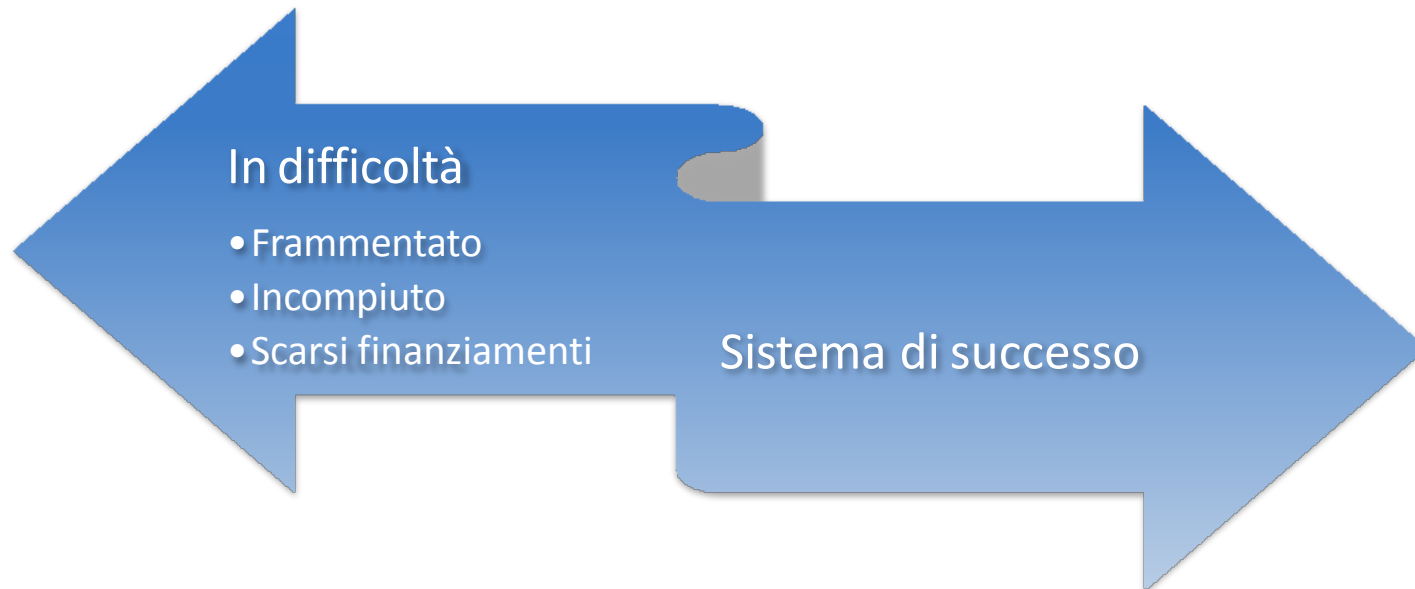 In difficoltà
•Frammentato
•Incompiuto
•Scarsi finanziamenti
Sistema di successo